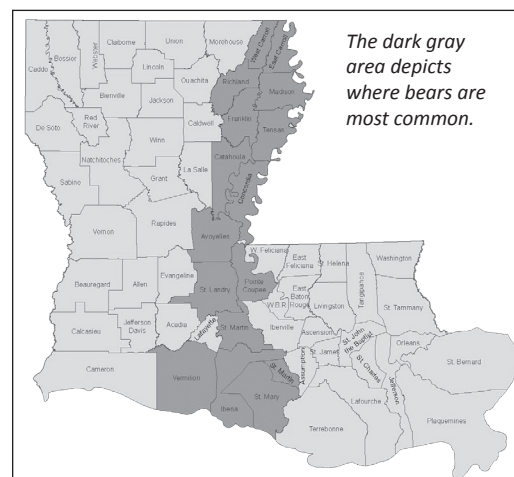 The dark gray
area depicts
where bears are
most common.
Caddo
Bossier
Webster
Claiborne
Union
Morehouse
West Carroll
East Carroll
Lincoln
Ouachita
Richland
Madison
Bienville
Jackson
Franklin
Tensas
De Soto
Red
River
Caldwell
Winn
Catahoula
Natchitoches
La Salle
Sabine
Grant
Concordia
Vernon
Rapides
Avoyelles
W. Feliciana
East
Feliciana
St. Helena
Tangipahoa
Washington
Beauregard
Allen
Evangeline
St. Landry
Pointe
Coupee
W.B.R.
East
Baton
Rouge
Livingston
St. Tammany
Calcasieu
Jefferson
Davis
Acadia
Lafayette
St. Martin
Iberville
Ascension
St. John
the Baptist
Orleans
St. Bernard
Cameron
Vermilion
Iberia
St. Martin
St. Mary
Assumption
St. James
St. Charles
Jefferson
Lafourche
Terrebonne
Plaquemines